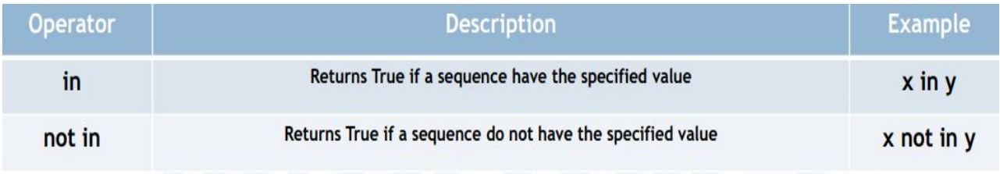 Operator Description Example
in Returns True if a sequence have the specified value x in y
not in Returns True if a sequence do not have the specified value x not in y